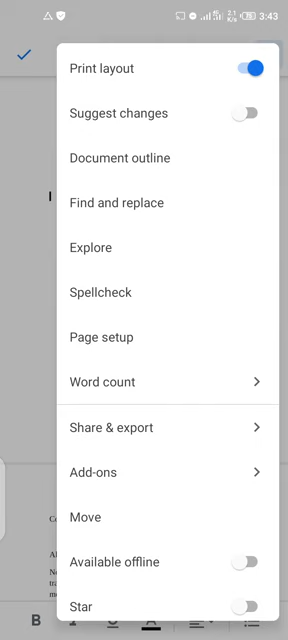 3:43
Print layout
Suggest changes
Document outline
Find and replace
Explore
Spellcheck
Page setup
Word count
Share & export
Add-ons
Move
Available offline
Star
B